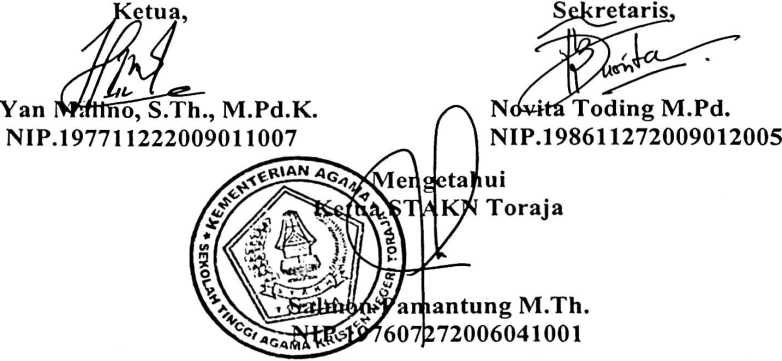 Ketua,
Sekretaris,
Yan Malino, S.Th., M.Pd.K.
NIP.197711222009011007
Novita Toding M.Pd.
NIP.198611272009012005
Mengetahui
Ketua STAKN Toraja
KEMENTERIAN AGAMA
SEKOLAH TINGGI AGAMA KRISTEN NEGERI TORAJA
Salmon Pamantung M.Th.
NIP.197607272006041001